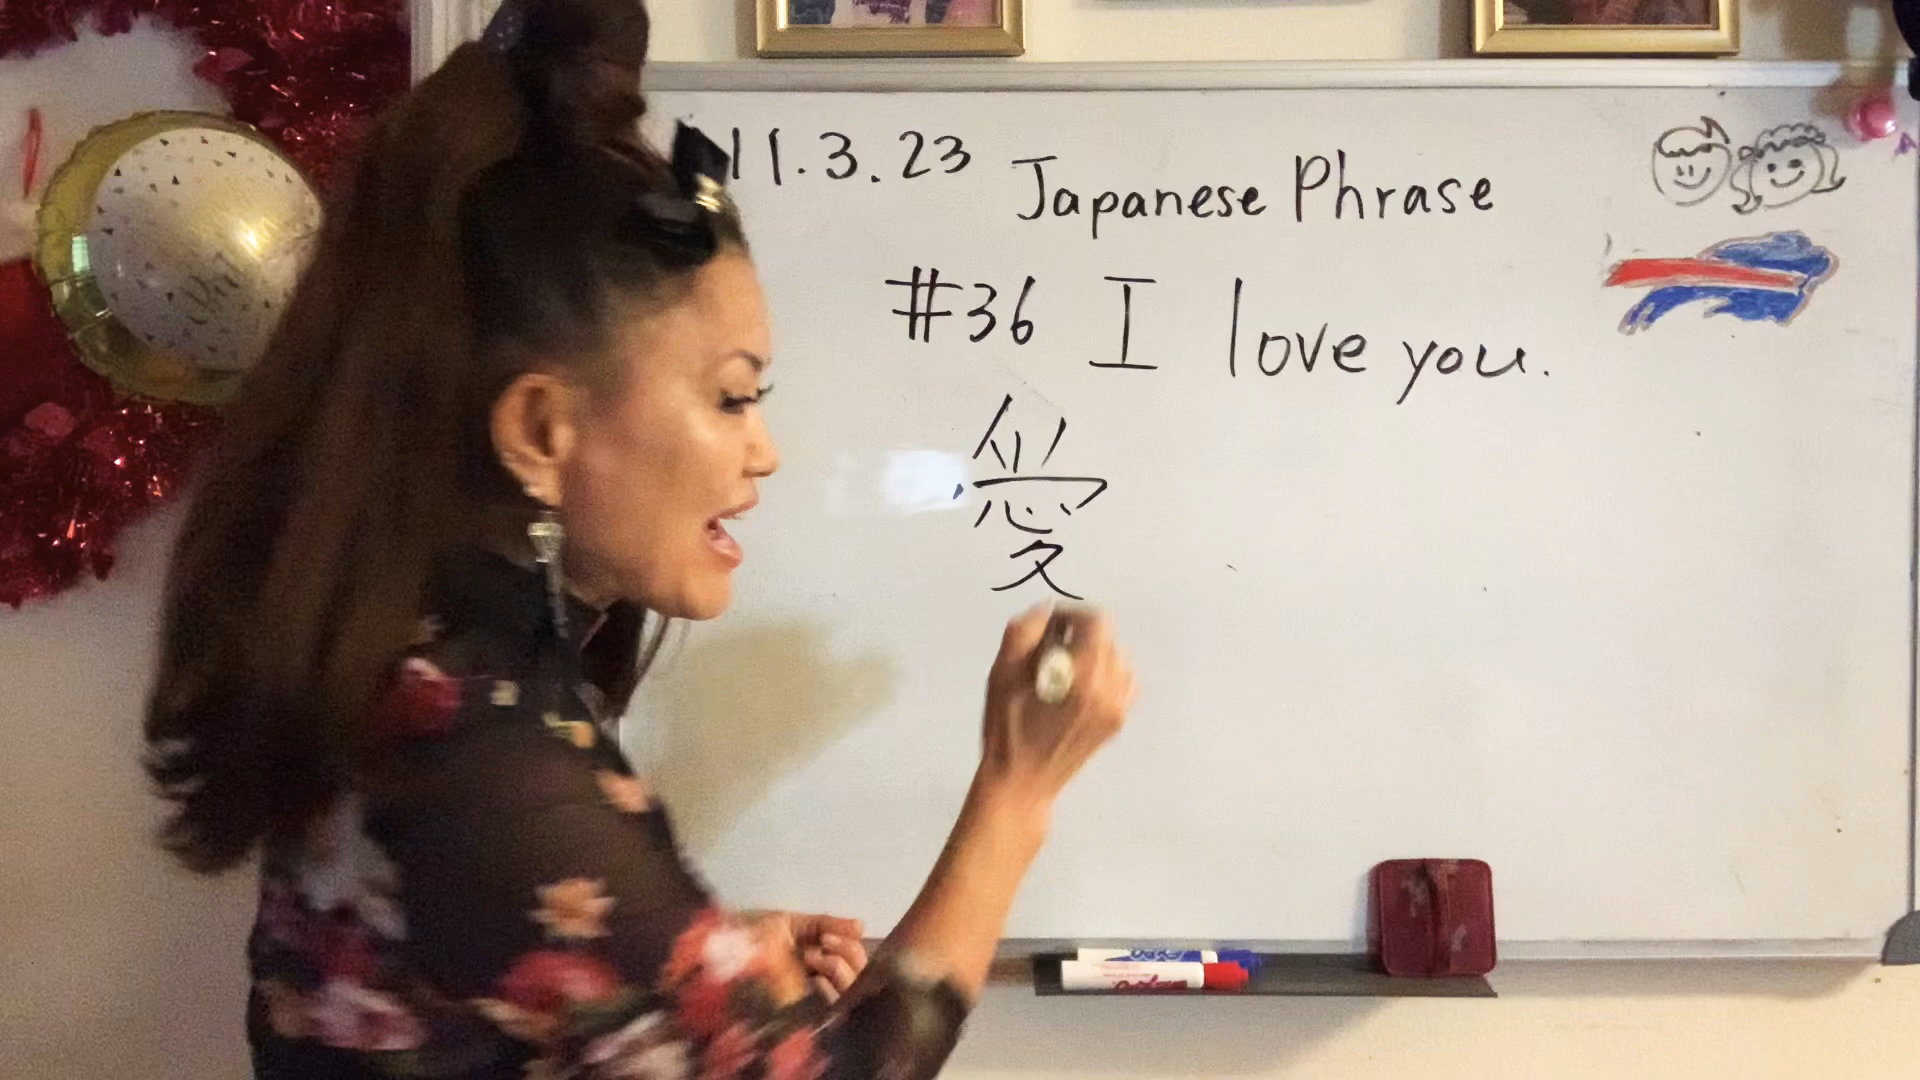 11.3.23 Japanese Phrase
#36 I love you.
愛